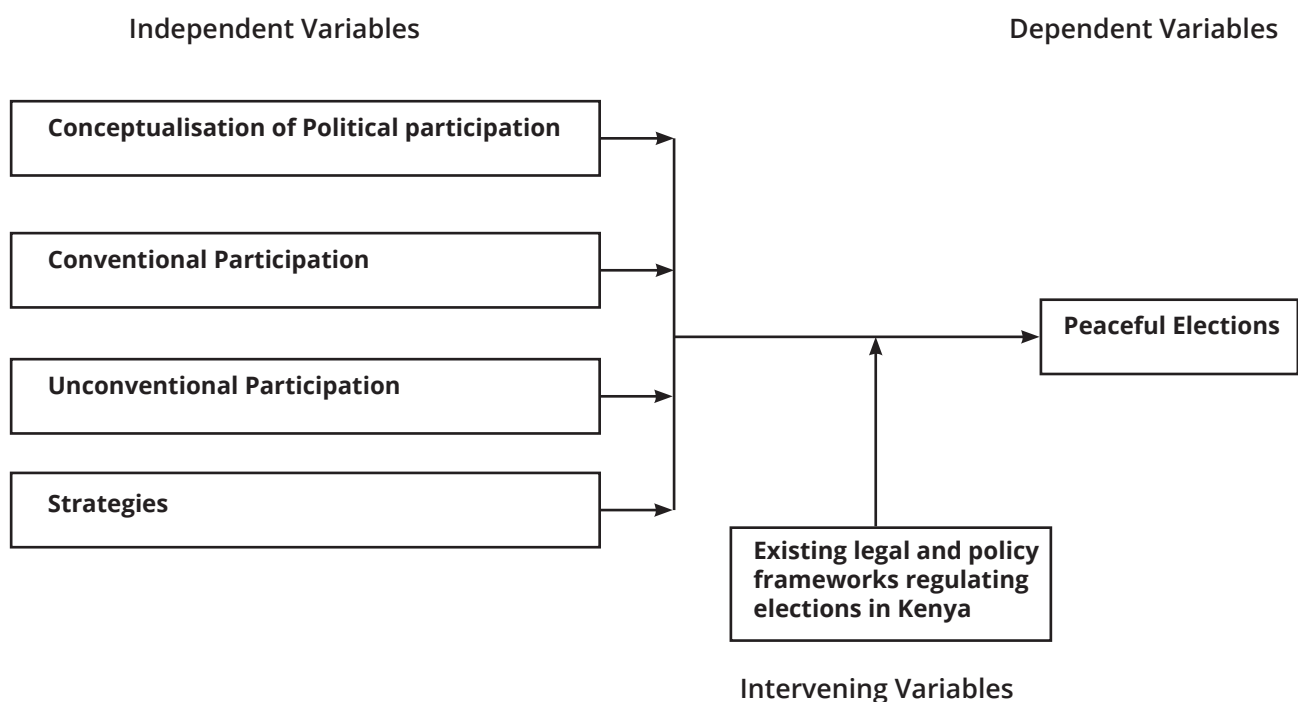 Independent Variables
Dependent Variables
Conceptualisation of Political participation
Conventional Participation
Unconventional Participation
Strategies
Peaceful Elections
Existing legal and policy
frameworks regulating
elections in Kenya
Intervening Variables